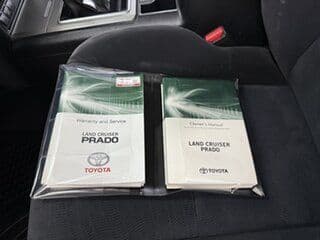 Warranty and Service
LAND CRUISER
PRADO
TOYOTA
Owner's Manual
LAND CRUISER
PRADO
TOYOTA